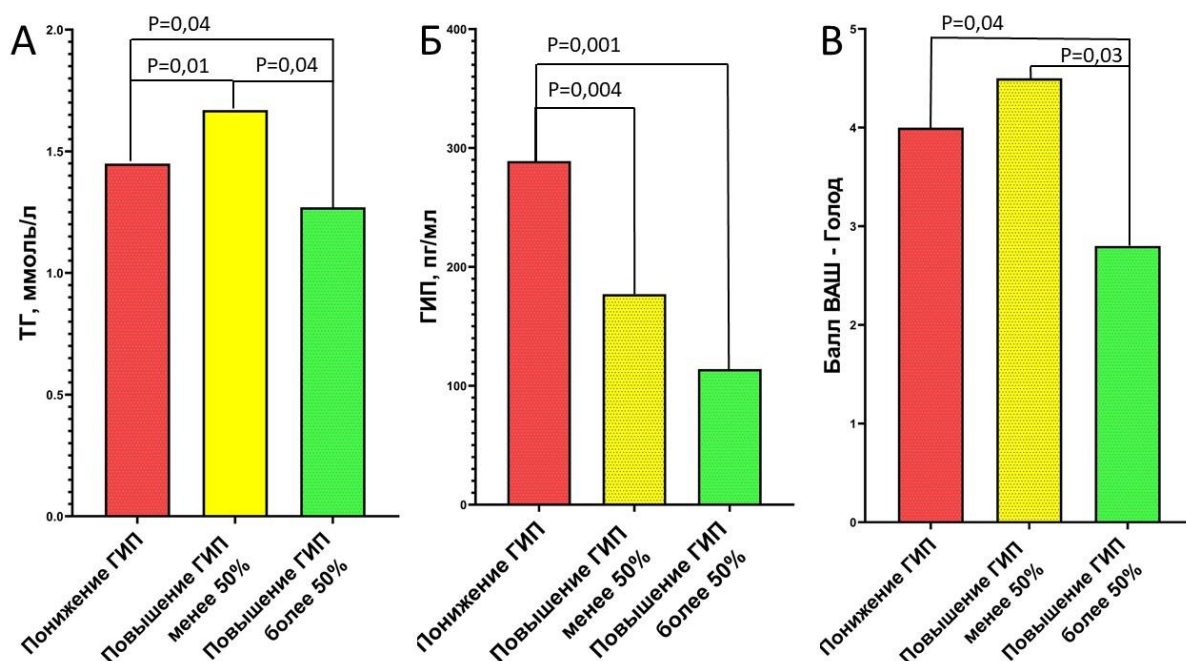 А
P=0,04
P=0,01
P=0,04
ТГ, ммоль/л
2.0
1.5
1.0
0.5
0.0
Понижение ГИП
Повышение ГИП
менее 50%
Повышение ГИП
более 50%
Б
P=0,001
P=0,004
ГИП, пг/мл
400
300
200
100
0
Понижение ГИП
Повышение ГИП
менее 50%
Повышение ГИП
более 50%
В
P=0,04
P=0,03
Балл ВАШ - Голод
5
4
3
2
1
0
Понижение ГИП
Повышение ГИП
менее 50%
Повышение ГИП
более 50%